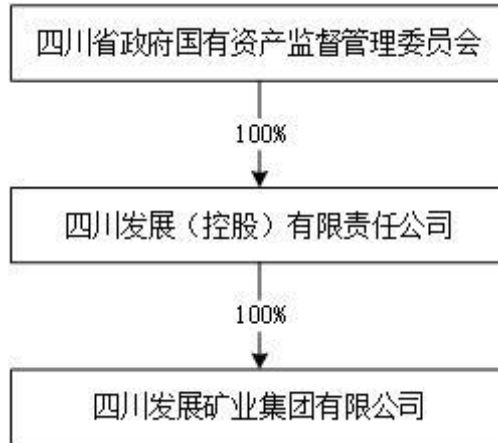 四川省政府国有资产监督管理委员会
100%
四川发展（控股）有限责任公司
100%
四川发展矿业集团有限公司